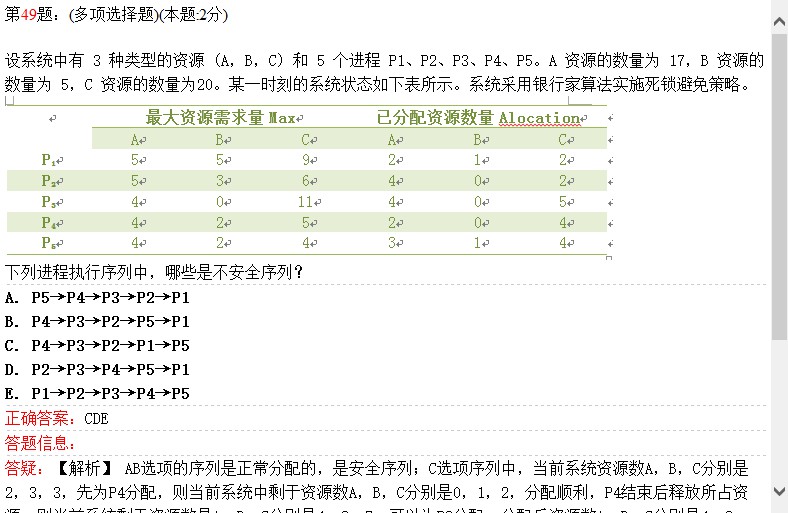 第49题：(多项选择题)(本题:2分)
设系统中有 3 种类型的资源（A，B，C）和 5 个进程 P1、P2、P3、P4、P5。A 资源的数量为 17，B 资源的
数量为 5，C 资源的数量为20。某一时刻的系统状态如下表所示。系统采用银行家算法实施死锁避免策略。
最大资源需求量 Max 已分配资源数量 Alocation
A B C A B C
P₁ 5 5 9 2 1 2
P₂ 5 3 6 4 0 2
P₃ 4 0 11 4 0 5
P₄ 4 2 5 2 0 4
P₅ 4 2 4 3 1 4
下列进程执行序列中，哪些是不安全序列？
A. P5→P4→P3→P2→P1
B. P4→P3→P2→P5→P1
C. P4→P3→P2→P1→P5
D. P2→P3→P4→P5→P1
E. P1→P2→P3→P4→P5
正确答案：CDE
答题信息：
答疑：【解析】 AB选项的序列是正常分配的，是安全序列；C选项序列中，当前系统资源数A，B，C分别是
2，3，3，先为P4分配，则当前系统中剩于资源数A，B，C分别是0，1，2，分配顺利，P4结束后释放所占资